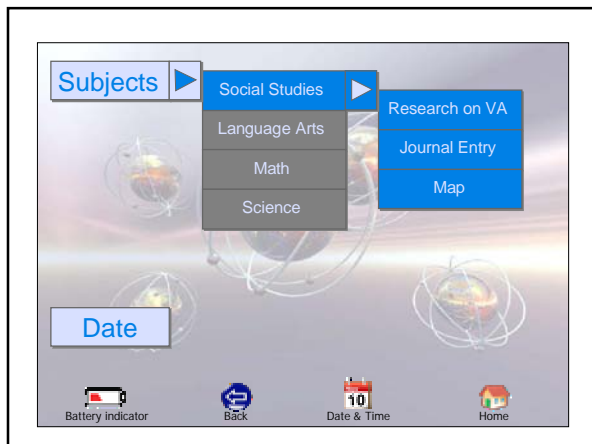 Subjects
Social Studies
Language Arts
Math
Science
Research on VA
Journal Entry
Map
Date
10
Battery indicator
Back
Date & Time
Home